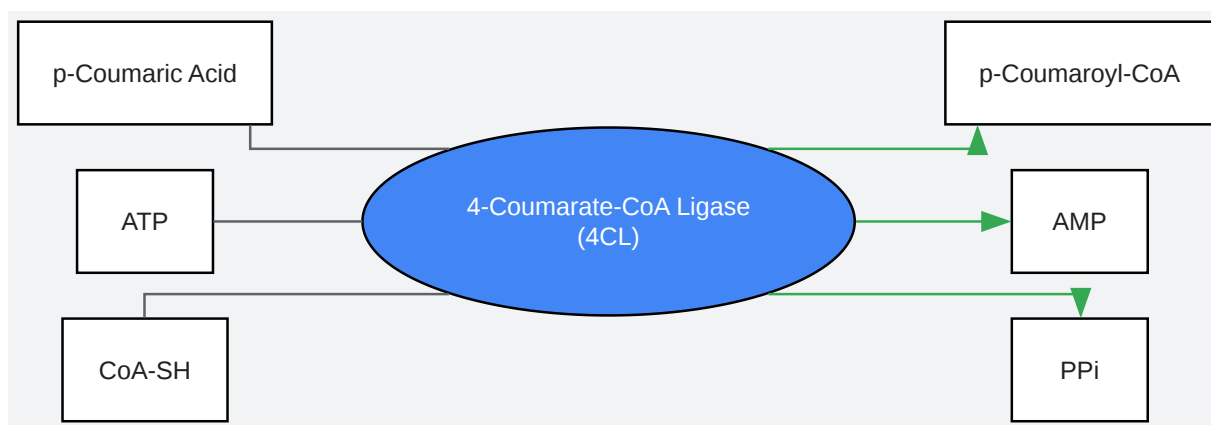 p-Coumaric Acid
p-Coumaroyl-CoA
ATP
4-Coumarate-CoA Ligase
(4CL)
AMP
CoA-SH
PPi